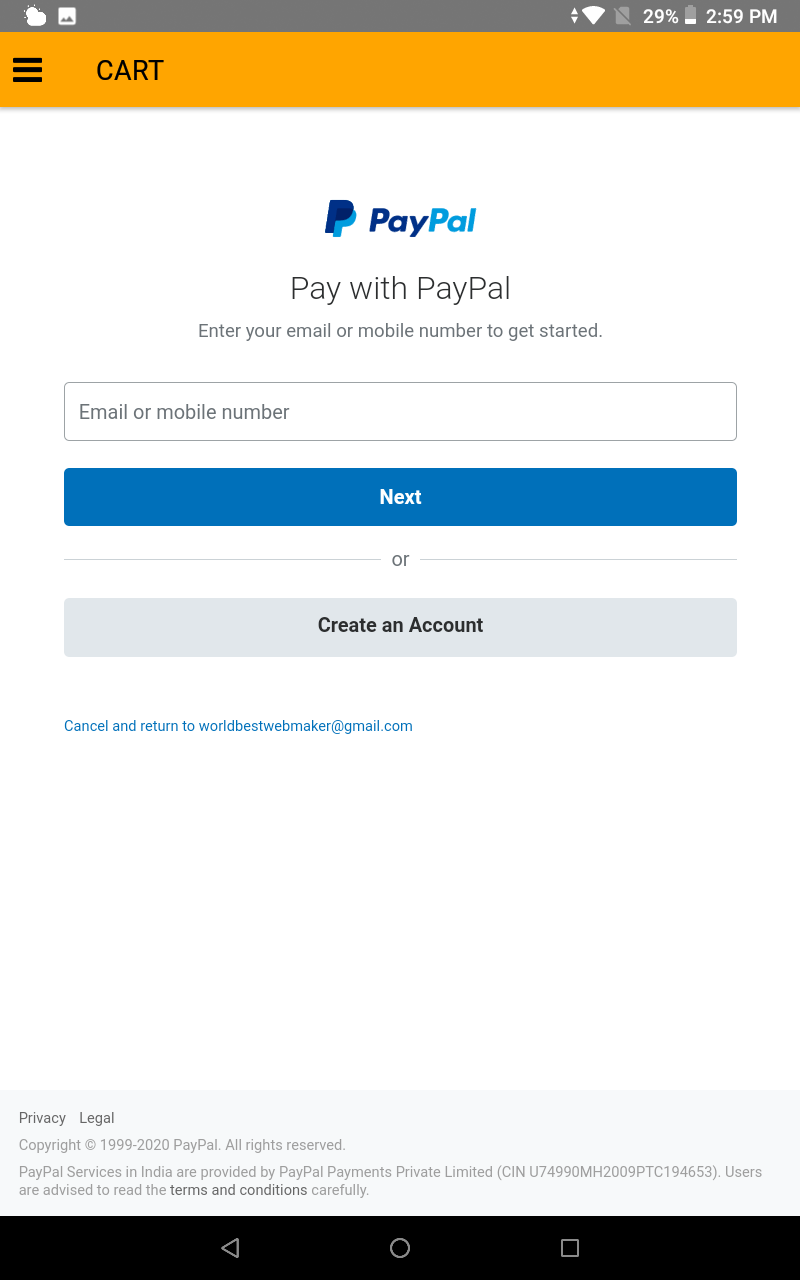 29% 2:59 PM
CART
PayPal
Pay with PayPal
Enter your email or mobile number to get started.
Email or mobile number
Next
or
Create an Account
Cancel and return to worldbestwebmaker@gmail.com
Privacy Legal
Copyright © 1999-2020 PayPal. All rights reserved.
PayPal Services in India are provided by PayPal Payments Private Limited (CIN U74990MH2009PTC194653). Users
are advised to read the terms and conditions carefully.